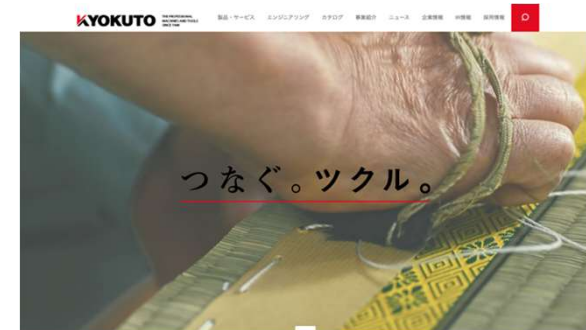 KYOKUTO
THE PROFESSIONAL
MACHINES AND TOOLS
SINCE 1948
製品・サービス エンジニアリング カタログ 事業紹介 ニュース 企業情報 IR情報 採用情報
つなぐ。ツクル。